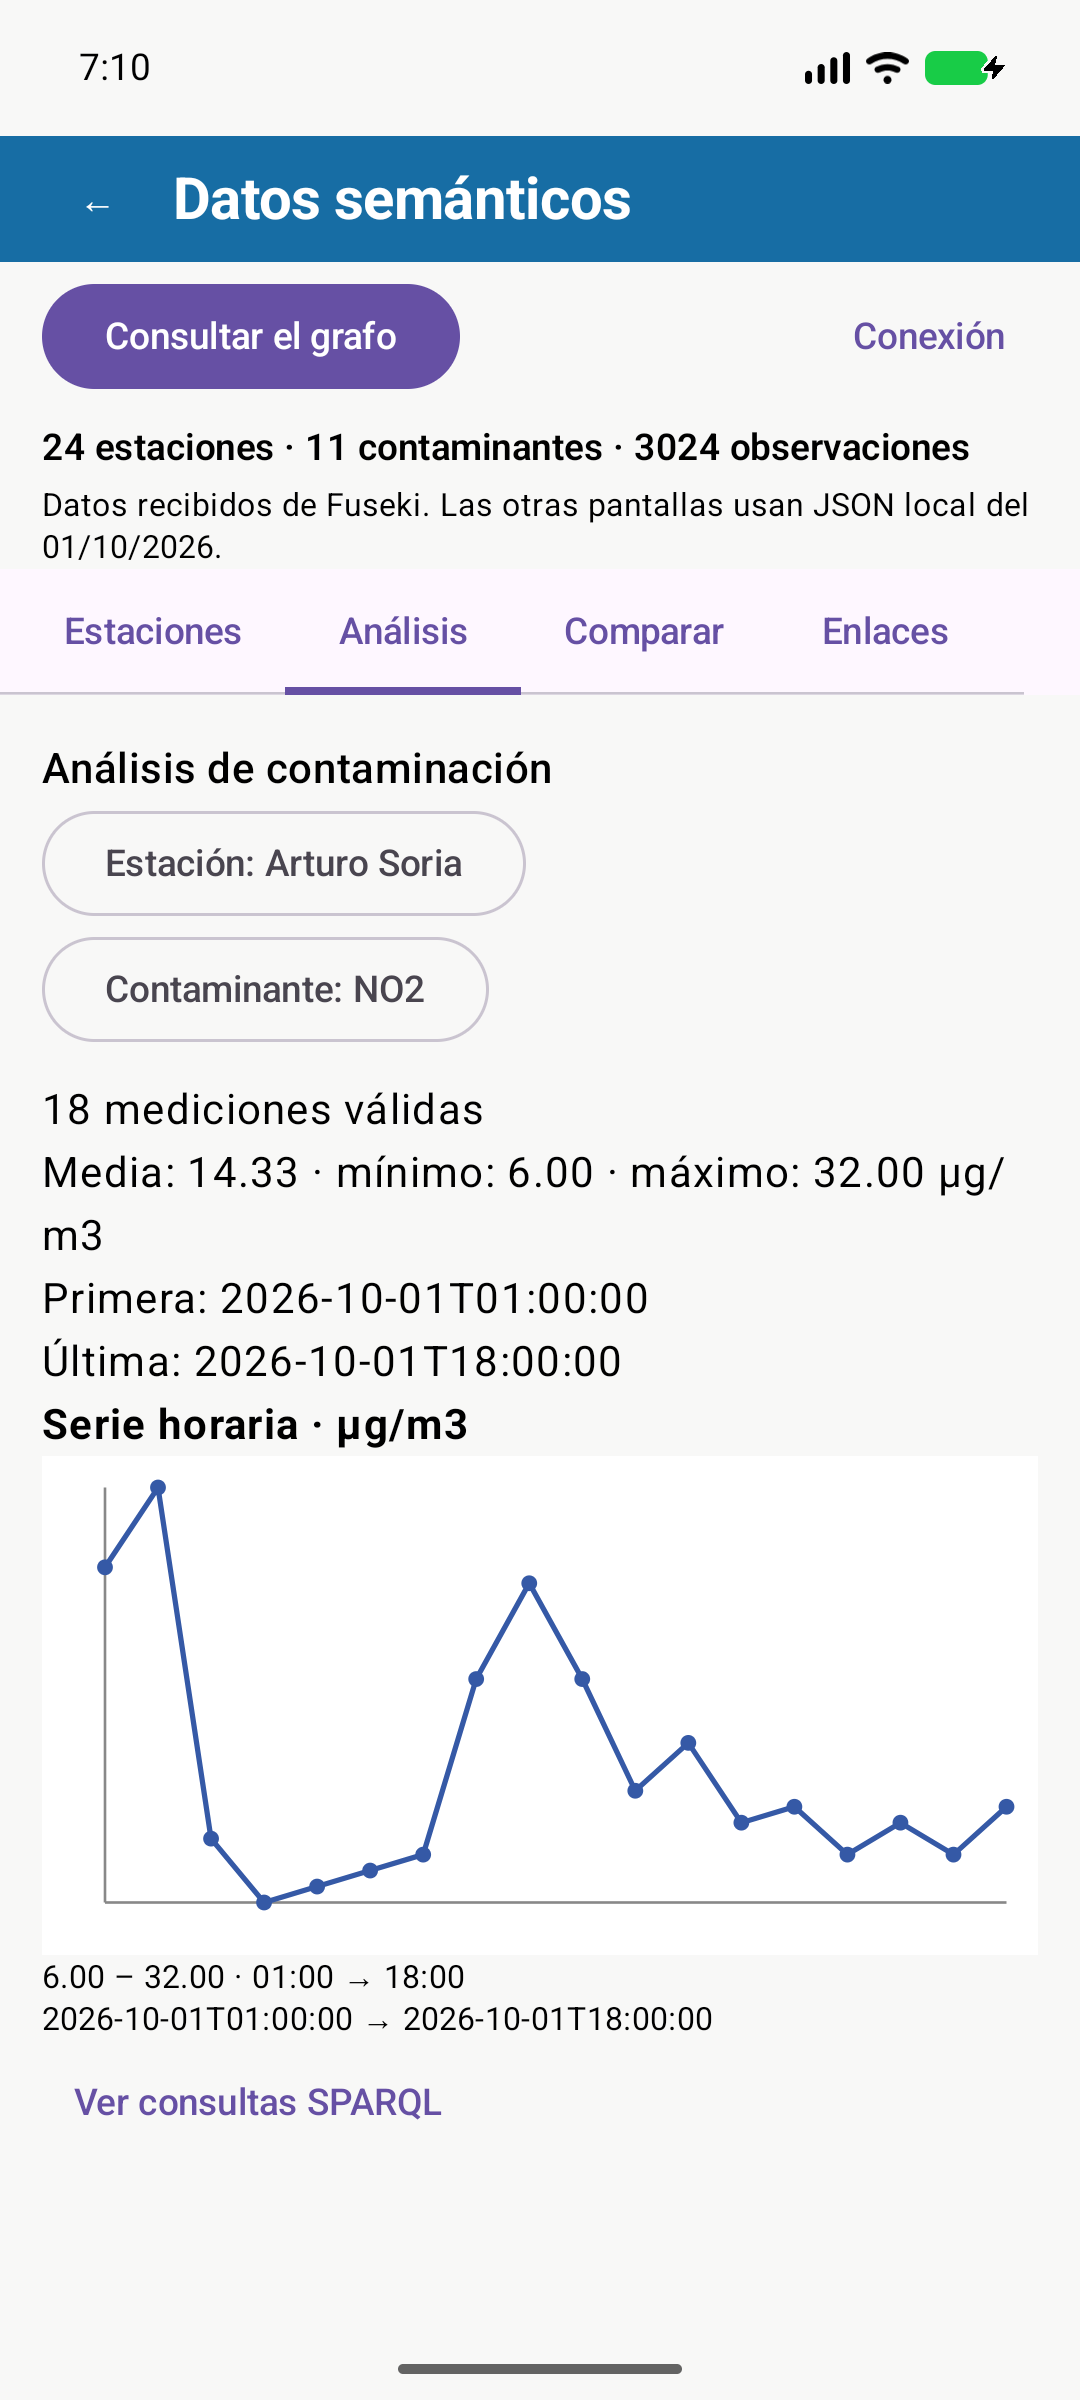 7:10
← Datos semánticos
Consultar el grafo
Conexión
24 estaciones · 11 contaminantes · 3024 observaciones
Datos recibidos de Fuseki. Las otras pantallas usan JSON local del
01/10/2026.
Estaciones
Análisis
Comparar
Enlaces
Análisis de contaminación
Estación: Arturo Soria
Contaminante: NO2
18 mediciones válidas
Media: 14.33 · mínimo: 6.00 · máximo: 32.00 µg/
m3
Primera: 2026-10-01T01:00:00
Última: 2026-10-01T18:00:00
Serie horaria · µg/m3
6.00 – 32.00 · 01:00 → 18:00
2026-10-01T01:00:00 → 2026-10-01T18:00:00
Ver consultas SPARQL